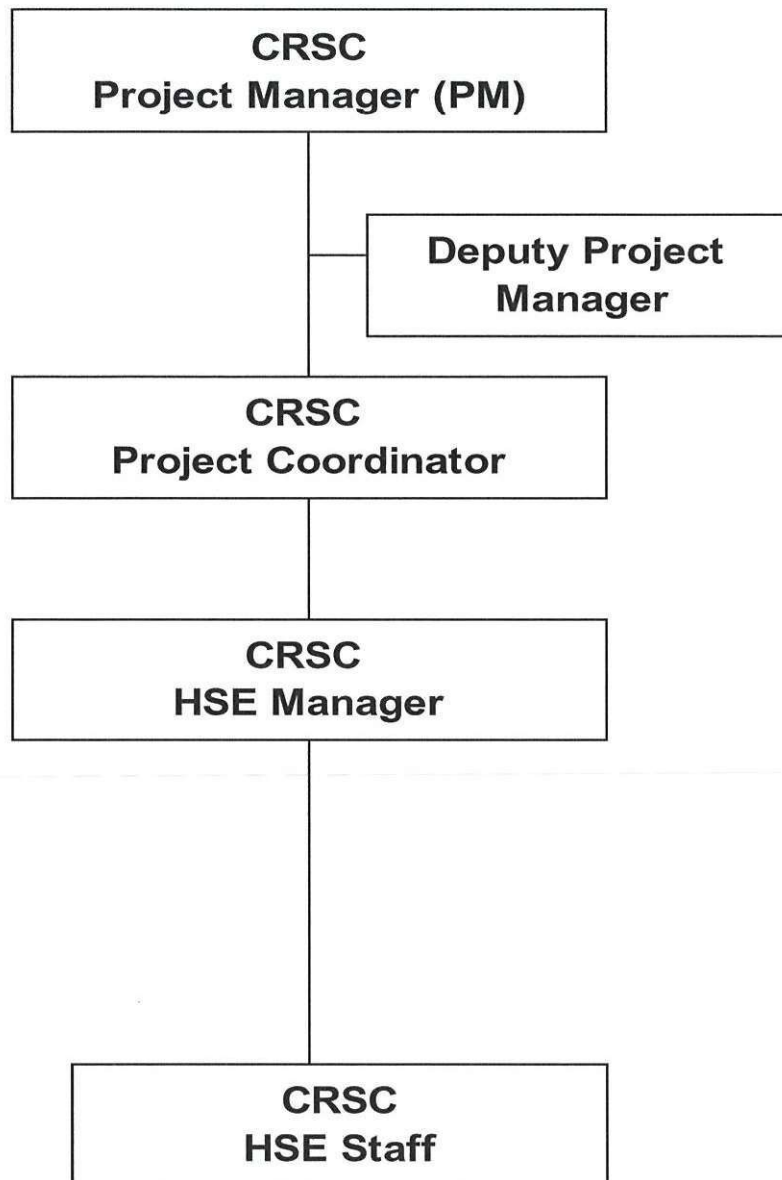 CRSC
Project Manager (PM)
Deputy Project
Manager
CRSC
Project Coordinator
CRSC
HSE Manager
CRSC
HSE Staff